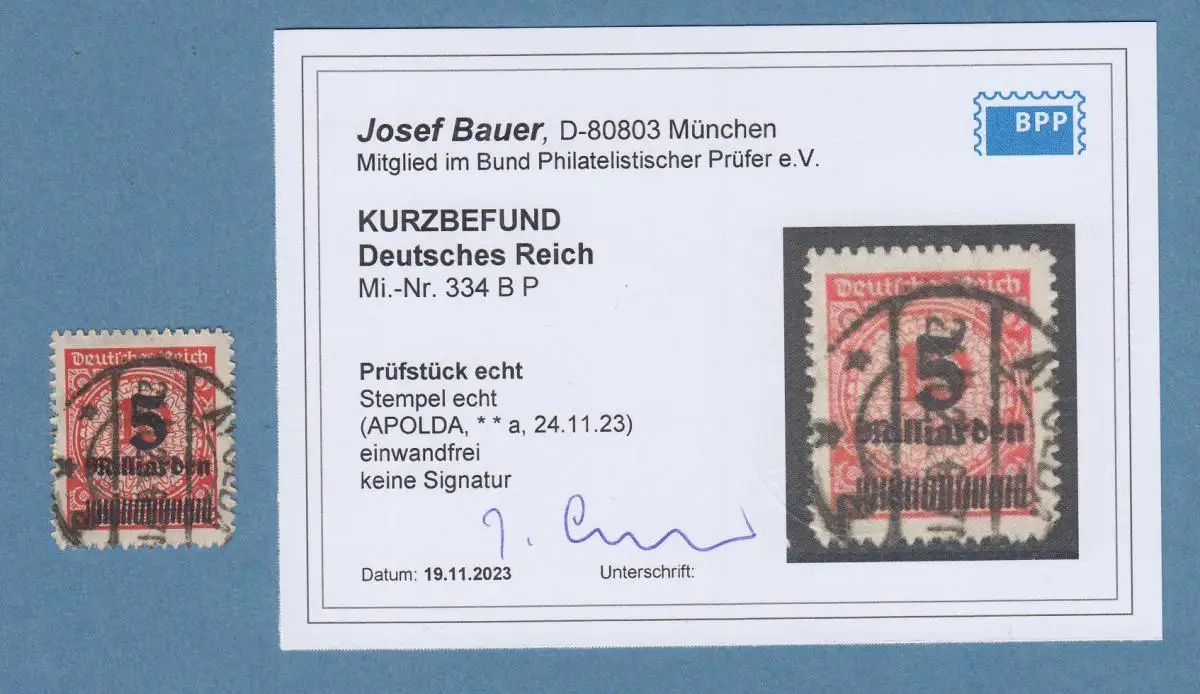 Josef Bauer, D-80803 München
Mitglied im Bund Philatelistischer Prüfer e.V.
BPP
KURZBEFUND
Deutsches Reich
Mi.-Nr. 334 B P
Prüfstück echt
Stempel echt
(APOLDA, * * a, 24.11.23)
einwandfrei
keine Signatur
Datum: 19.11.2023
Unterschrift:
Deutsches Reich
5
Milliarden
Deutsches Reich
5
Milliarden